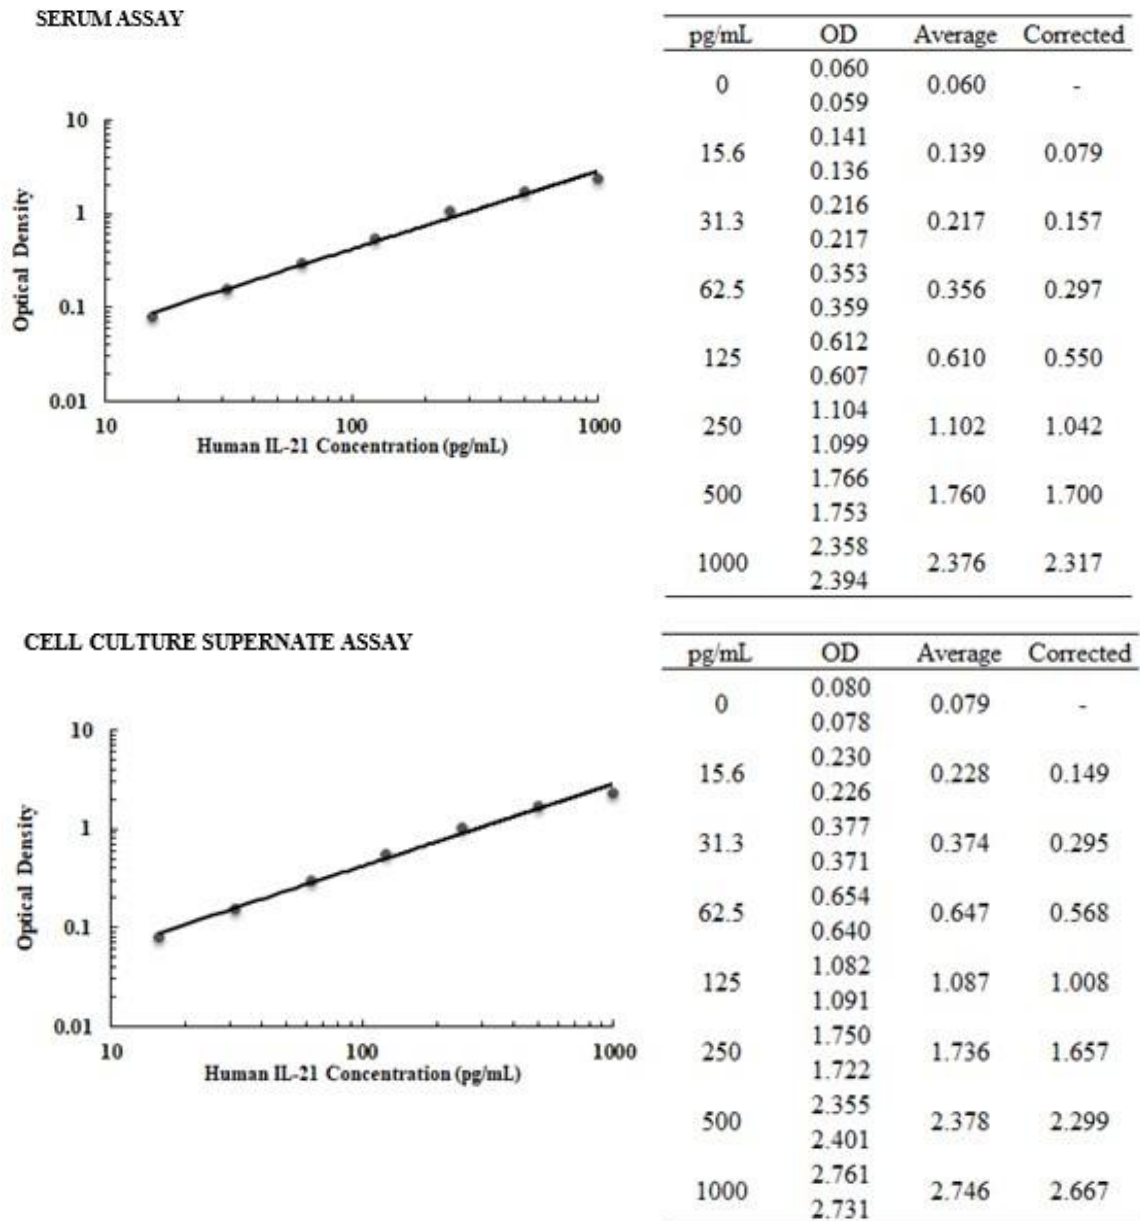 SERUM ASSAY
10
1
0.1
0.01
Optical Density
10 100 1000
Human IL-21 Concentration (pg/mL)
pg/mL OD Average Corrected
0 0.060 0.059 0.060 -
15.6 0.141 0.136 0.139 0.079
31.3 0.216 0.217 0.217 0.157
62.5 0.353 0.359 0.356 0.297
125 0.612 0.607 0.610 0.550
250 1.104 1.099 1.102 1.042
500 1.766 1.753 1.760 1.700
1000 2.358 2.394 2.376 2.317
CELL CULTURE SUPERNATE ASSAY
10
1
0.1
0.01
Optical Density
10 100 1000
Human IL-21 Concentration (pg/mL)
pg/mL OD Average Corrected
0 0.080 0.078 0.079 -
15.6 0.230 0.226 0.228 0.149
31.3 0.377 0.371 0.374 0.295
62.5 0.654 0.640 0.647 0.568
125 1.082 1.091 1.087 1.008
250 1.750 1.722 1.736 1.657
500 2.355 2.401 2.378 2.299
1000 2.761 2.731 2.746 2.667